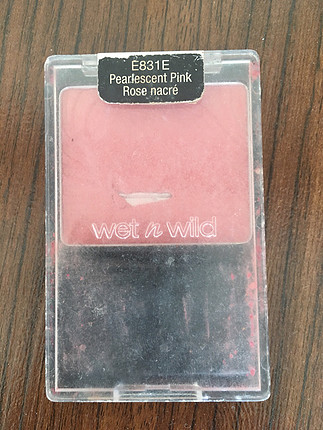 E831E
Pearlescent Pink
Rose nacré
wet n wild